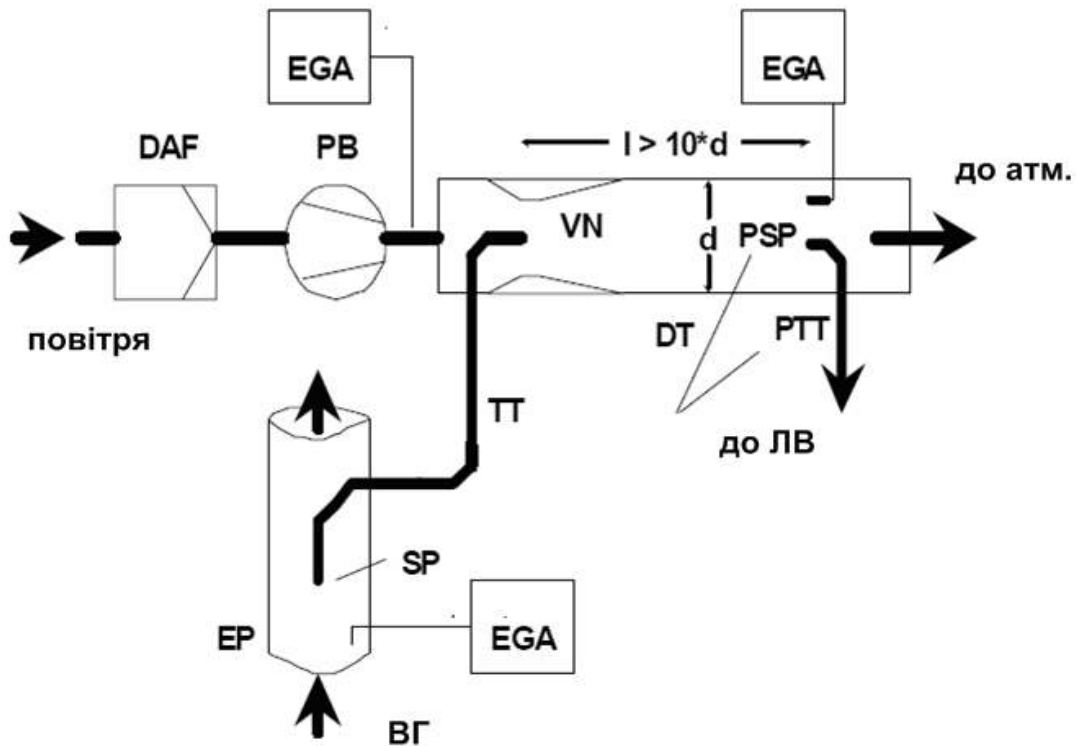 EGA
EGA
DAF
PB
l > 10*d
до атм.
VN
d
PSP
повітря
DT
PTT
TT
до ЛВ
SP
EP
EGA
ВГ